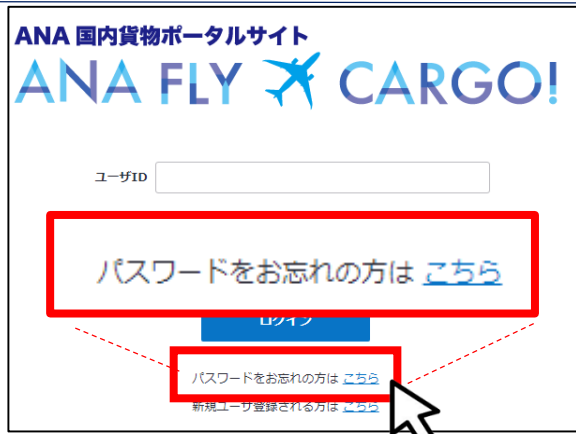 ANA 国内貨物ポータルサイト
ANA FLY CARGO!
ユーザID
パスワードをお忘れの方は こちら
ログイン
パスワードをお忘れの方は こちら
新規ユーザ登録される方は こちら